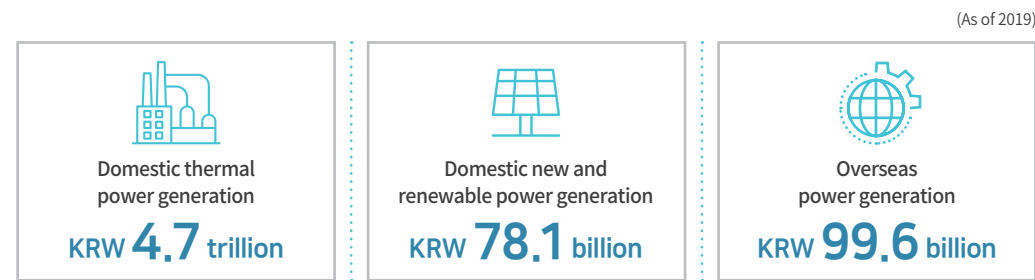 (As of 2019)
Domestic thermal
power generation
KRW 4.7 trillion
Domestic new and
renewable power generation
KRW 78.1 billion
Overseas
power generation
KRW 99.6 billion